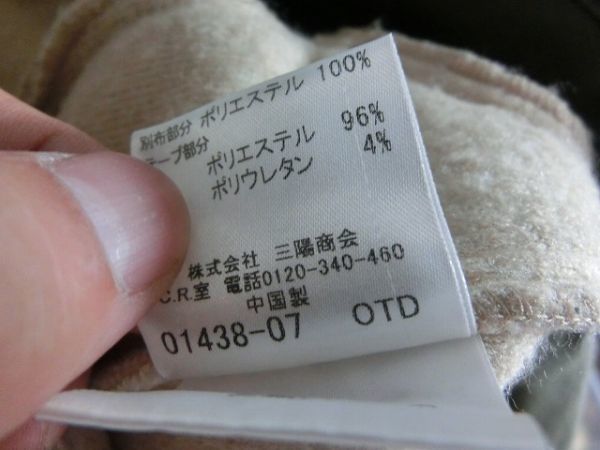 別布部分 ポリエステル 100%
テープ部分
ポリエステル 96%
ポリウレタン 4%
株式会社 三陽商会
C.R.室 電話0120-340-460
中国製
01438-07 OTD